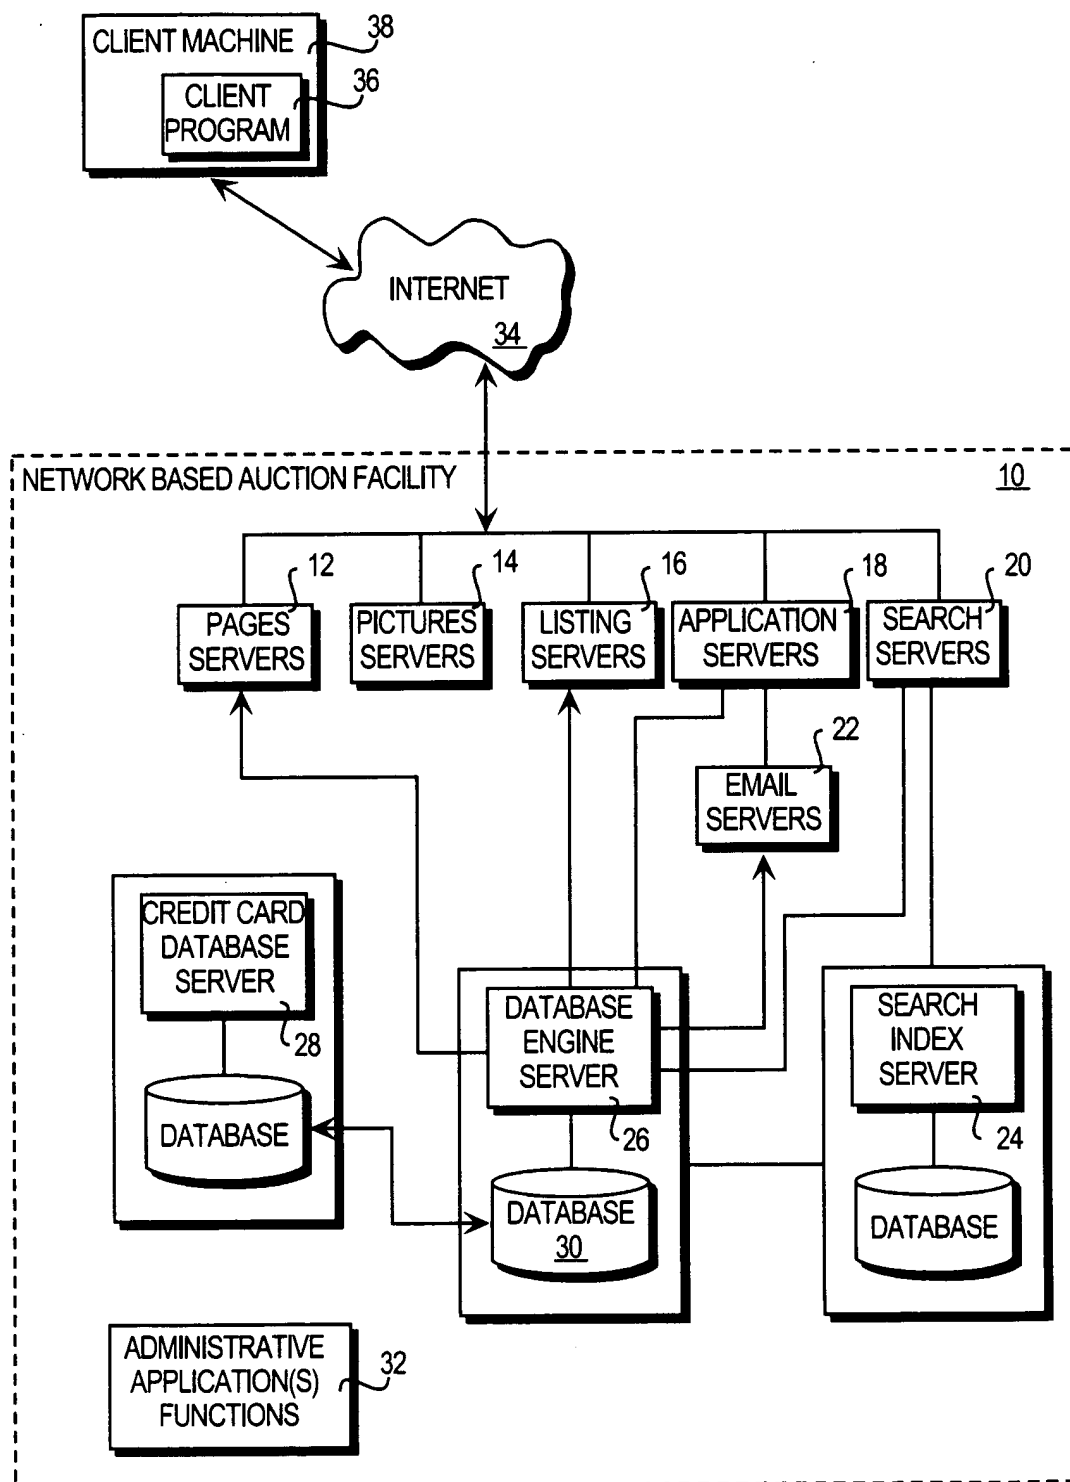 CLIENT MACHINE
38
CLIENT
PROGRAM
36
INTERNET
34
NETWORK BASED AUCTION FACILITY
10
12
14
16
18
20
PAGES
SERVERS
PICTURES
SERVERS
LISTING
SERVERS
APPLICATION
SERVERS
SEARCH
SERVERS
22
EMAIL
SERVERS
CREDIT CARD
DATABASE
SERVER
28
DATABASE
DATABASE
ENGINE
SERVER
26
DATABASE
30
SEARCH
INDEX
SERVER
24
DATABASE
ADMINISTRATIVE
APPLICATION(S)
FUNCTIONS
32